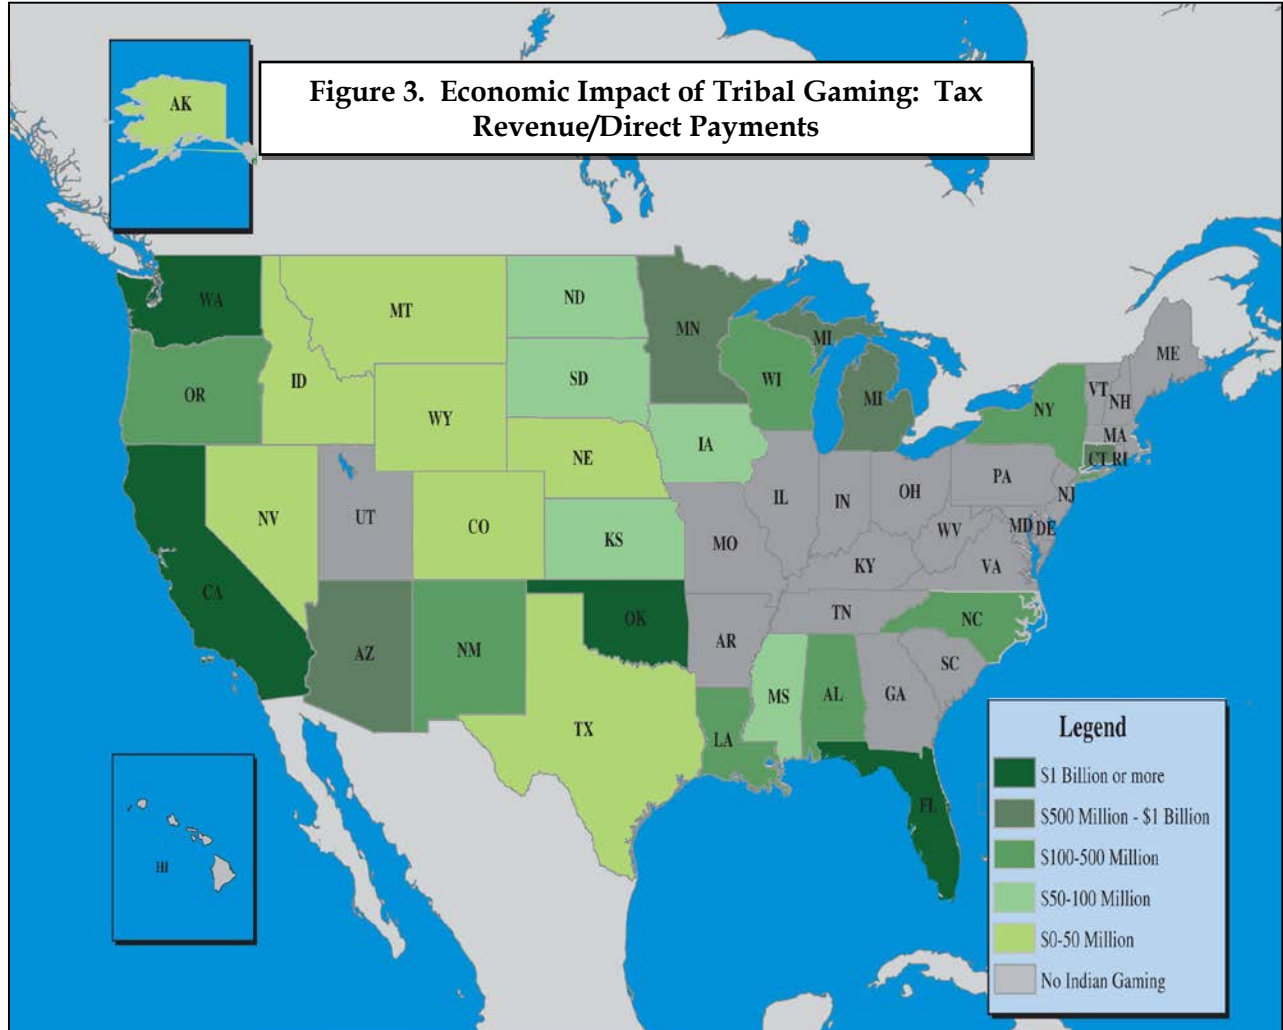 AK
Figure 3.  Economic Impact of Tribal Gaming:  Tax
Revenue/Direct Payments
WA
MT
ND
MN
MI
ME
VT
NH
OR
ID
SD
WI
MI
NY
MA
WY
IA
CT
RI
NE
PA
NJ
NV
UT
CO
KS
MO
IL
IN
OH
WV
MD
DE
KY
VA
CA
OK
TN
NC
AZ
NM
AR
SC
MS
AL
GA
TX
LA
FL
HI
Legend
$1 Billion or more
$500 Million - $1 Billion
$100-500 Million
$50-100 Million
$0-50 Million
No Indian Gaming